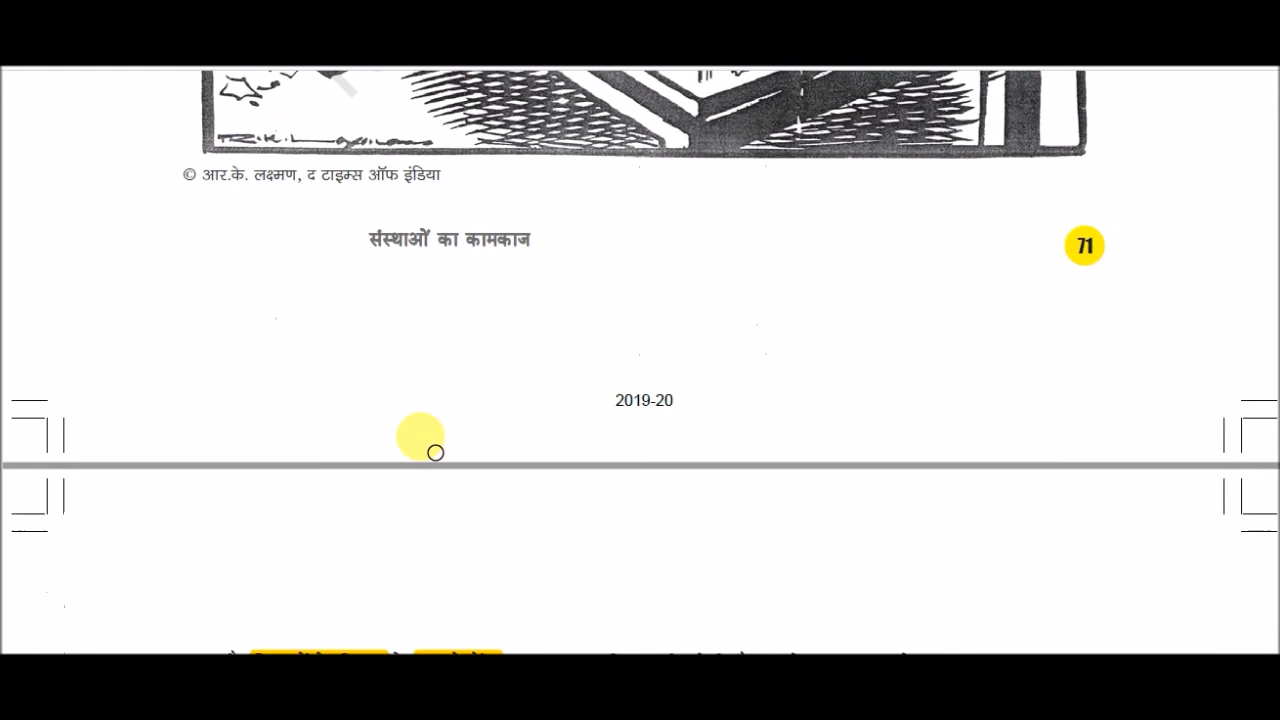 © आर.के. लक्ष्मण, द टाइम्स ऑफ इंडिया
संस्थाओं का कामकाज
71
2019-20